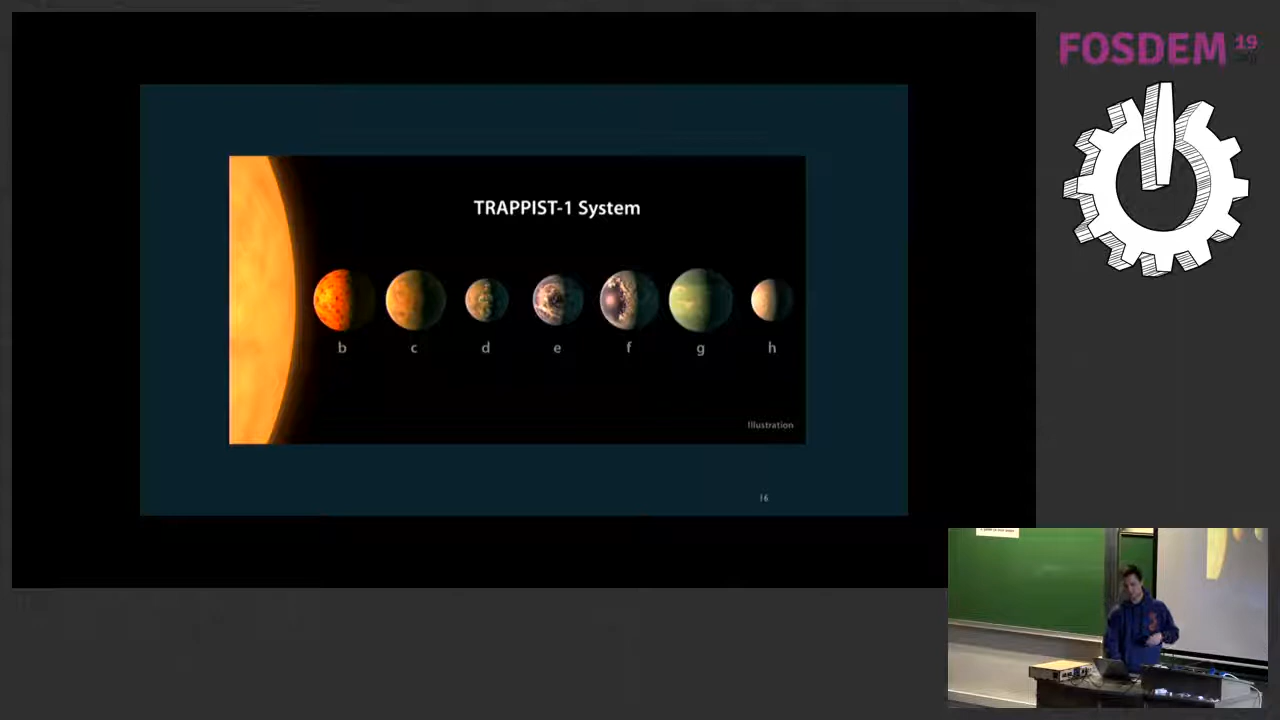 FOSDEM 19
TRAPPIST-1 System
b c d e f g h
Illustration
16